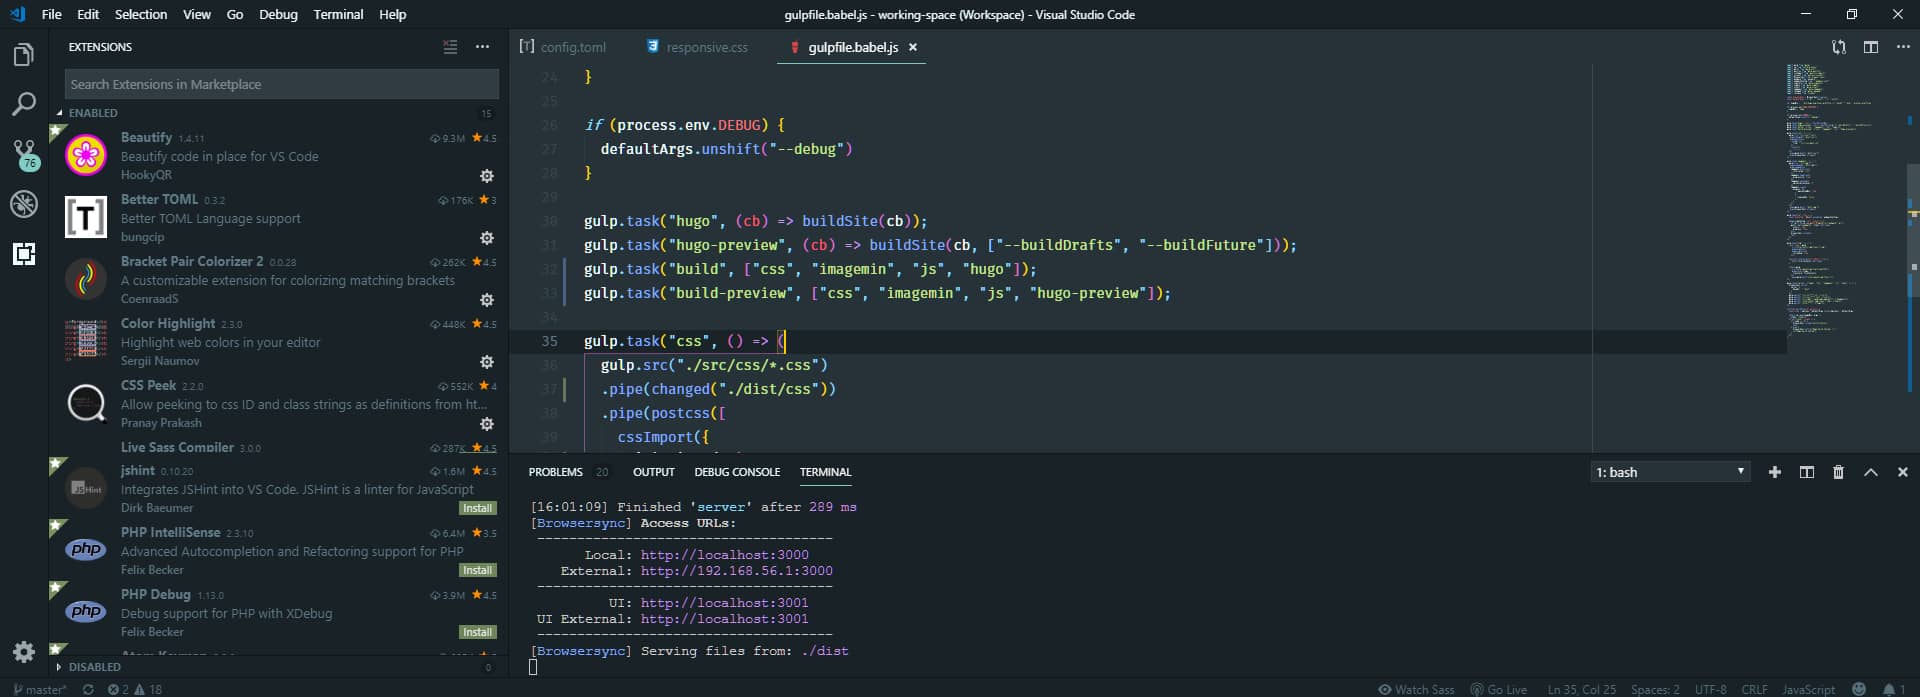 File Edit Selection View Go Debug Terminal Help
gulpfile.babel.js - working-space (Workspace) - Visual Studio Code
EXTENSIONS
Search Extensions in Marketplace
ENABLED 15
Beautify 1.4.11 9.3M 4.5
Beautify code in place for VS Code
HookyQR
Better TOML 0.3.2 176K 3
Better TOML Language support
bungcip
Bracket Pair Colorizer 2 0.0.28 262K 4.5
A customizable extension for colorizing matching brackets
CoenraadS
Color Highlight 2.3.0 448K 4.5
Highlight web colors in your editor
Sergii Naumov
CSS Peek 2.2.0 552K 4
Allow peeking to css ID and class strings as definitions from ht...
Pranay Prakash
Live Sass Compiler 3.0.0 287K 4.5
jshint 0.10.20 1.6M 4.5
JSHint
Integrates JSHint into VS Code. JSHint is a linter for JavaScript
Dirk Baeumer Install
PHP IntelliSense 2.3.10 6.4M 3.5
php
Advanced Autocompletion and Refactoring support for PHP
Felix Becker Install
PHP Debug 1.13.0 3.9M 4.5
php
Debug support for PHP with XDebug
Felix Becker Install
DISABLED 0
76
[T] config.toml responsive.css gulpfile.babel.js
24 }
25
26 if (process.env.DEBUG) {
27 defaultArgs.unshift("--debug")
28 }
29
30 gulp.task("hugo", (cb) => buildSite(cb));
31 gulp.task("hugo-preview", (cb) => buildSite(cb, ["--buildDrafts", "--buildFuture"]));
32 gulp.task("build", ["css", "imagemin", "js", "hugo"]);
33 gulp.task("build-preview", ["css", "imagemin", "js", "hugo-preview"]);
34
35 gulp.task("css", () => (
36 gulp.src("./src/css/*.css")
37 .pipe(changed("./dist/css"))
38 .pipe(postcss([
39 cssImport({
PROBLEMS 20 OUTPUT DEBUG CONSOLE TERMINAL 1: bash
[16:01:09] Finished 'server' after 289 ms
[Browsersync] Access URLs:
-------------------------------------
Local: http://localhost:3000
External: http://192.168.56.1:3000
-------------------------------------
UI: http://localhost:3001
UI External: http://localhost:3001
-------------------------------------
[Browsersync] Serving files from: ./dist
master* 2 18 Watch Sass Go Live Ln 35, Col 25 Spaces: 2 UTF-8 CRLF JavaScript 1